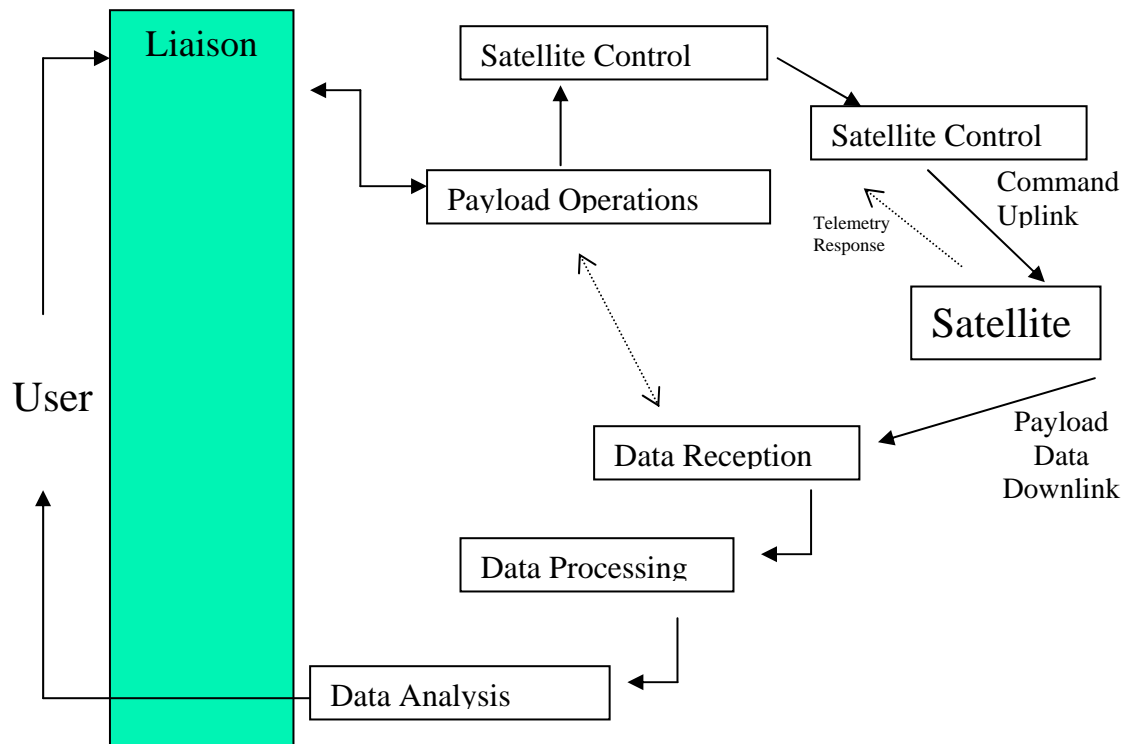 Liaison
Satellite Control
Satellite Control
Payload Operations
Command
Uplink
Telemetry
Response
Satellite
User
Data Reception
Payload
Data
Downlink
Data Processing
Data Analysis